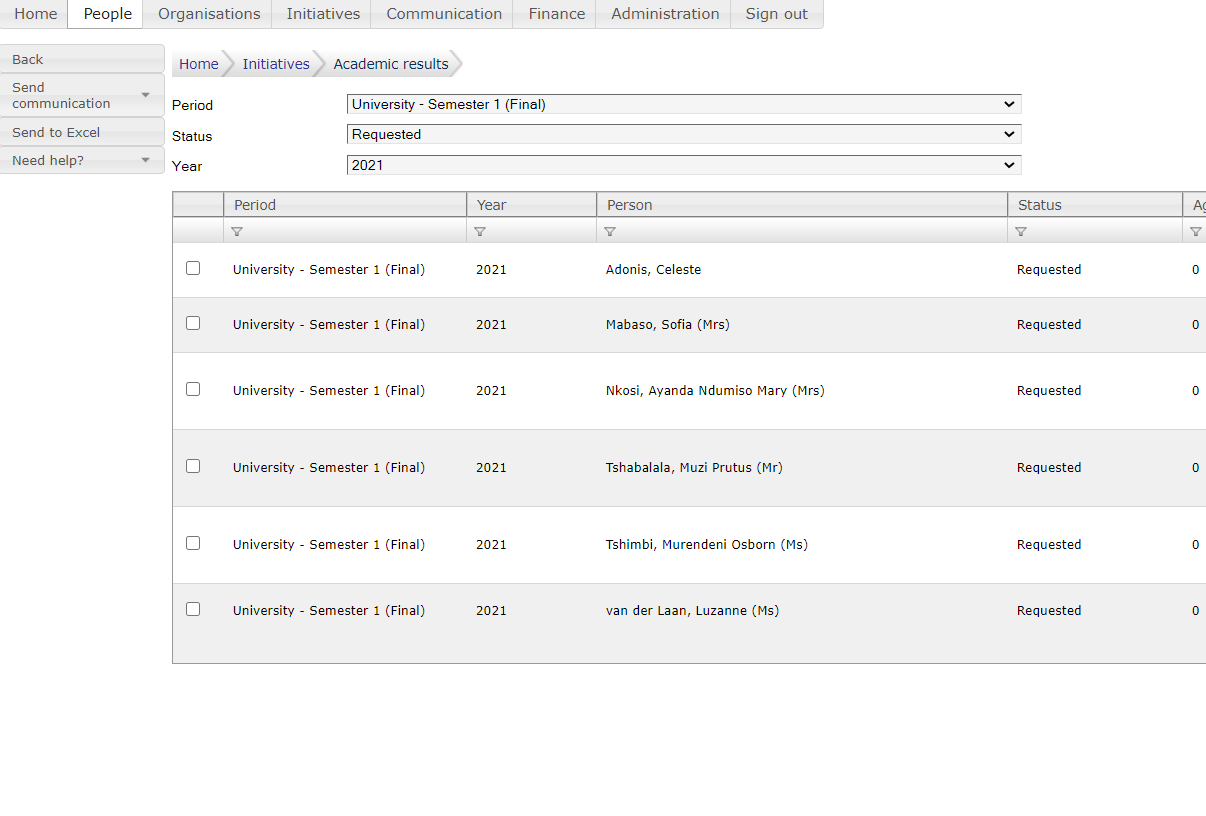 Home People Organisations Initiatives Communication Finance Administration Sign out
Back
Send
communication
Send to Excel
Need help?
Home Initiatives Academic results
Period University - Semester 1 (Final)
Status Requested
Year 2021
Period Year Person Status Ag
University - Semester 1 (Final) 2021 Adonis, Celeste Requested 0
University - Semester 1 (Final) 2021 Mabaso, Sofia (Mrs) Requested 0
University - Semester 1 (Final) 2021 Nkosi, Ayanda Ndumiso Mary (Mrs) Requested 0
University - Semester 1 (Final) 2021 Tshabalala, Muzi Prutus (Mr) Requested 0
University - Semester 1 (Final) 2021 Tshimbi, Murendeni Osborn (Ms) Requested 0
University - Semester 1 (Final) 2021 van der Laan, Luzanne (Ms) Requested 0